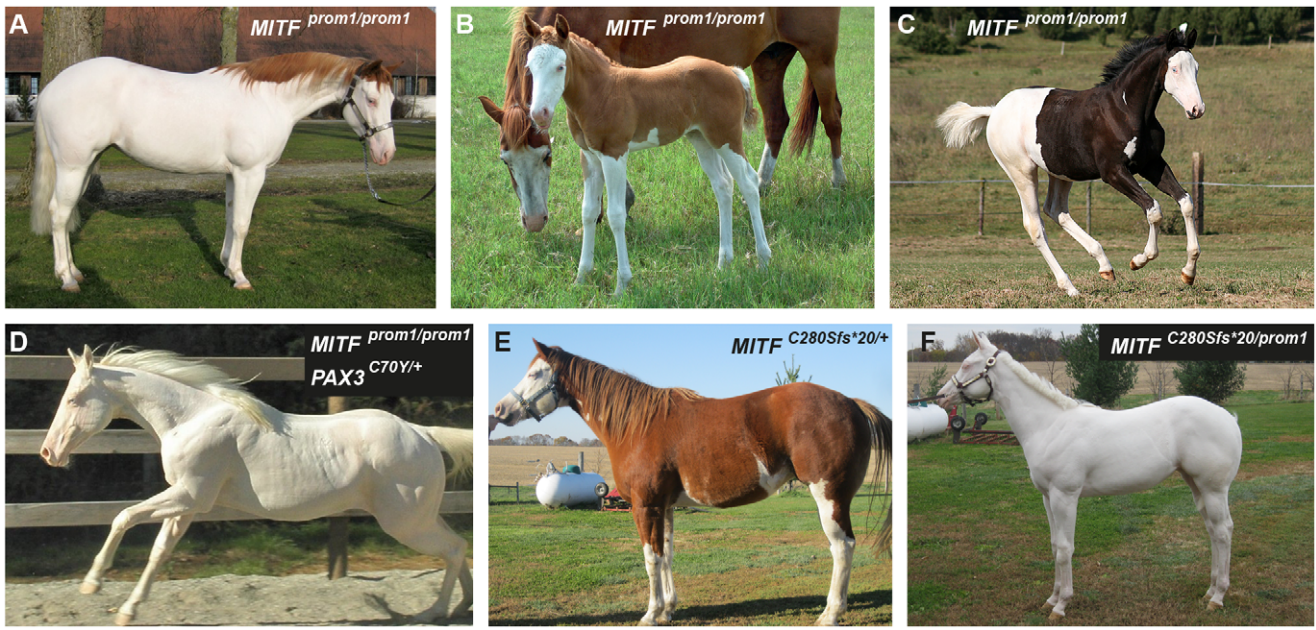 A
MITF prom1/prom1
B
MITF prom1/prom1
C
MITF prom1/prom1
D
MITF prom1/prom1
PAX3 C70Y/+
E
MITF C280Sfs*20/+
F
MITF C280Sfs*20/prom1